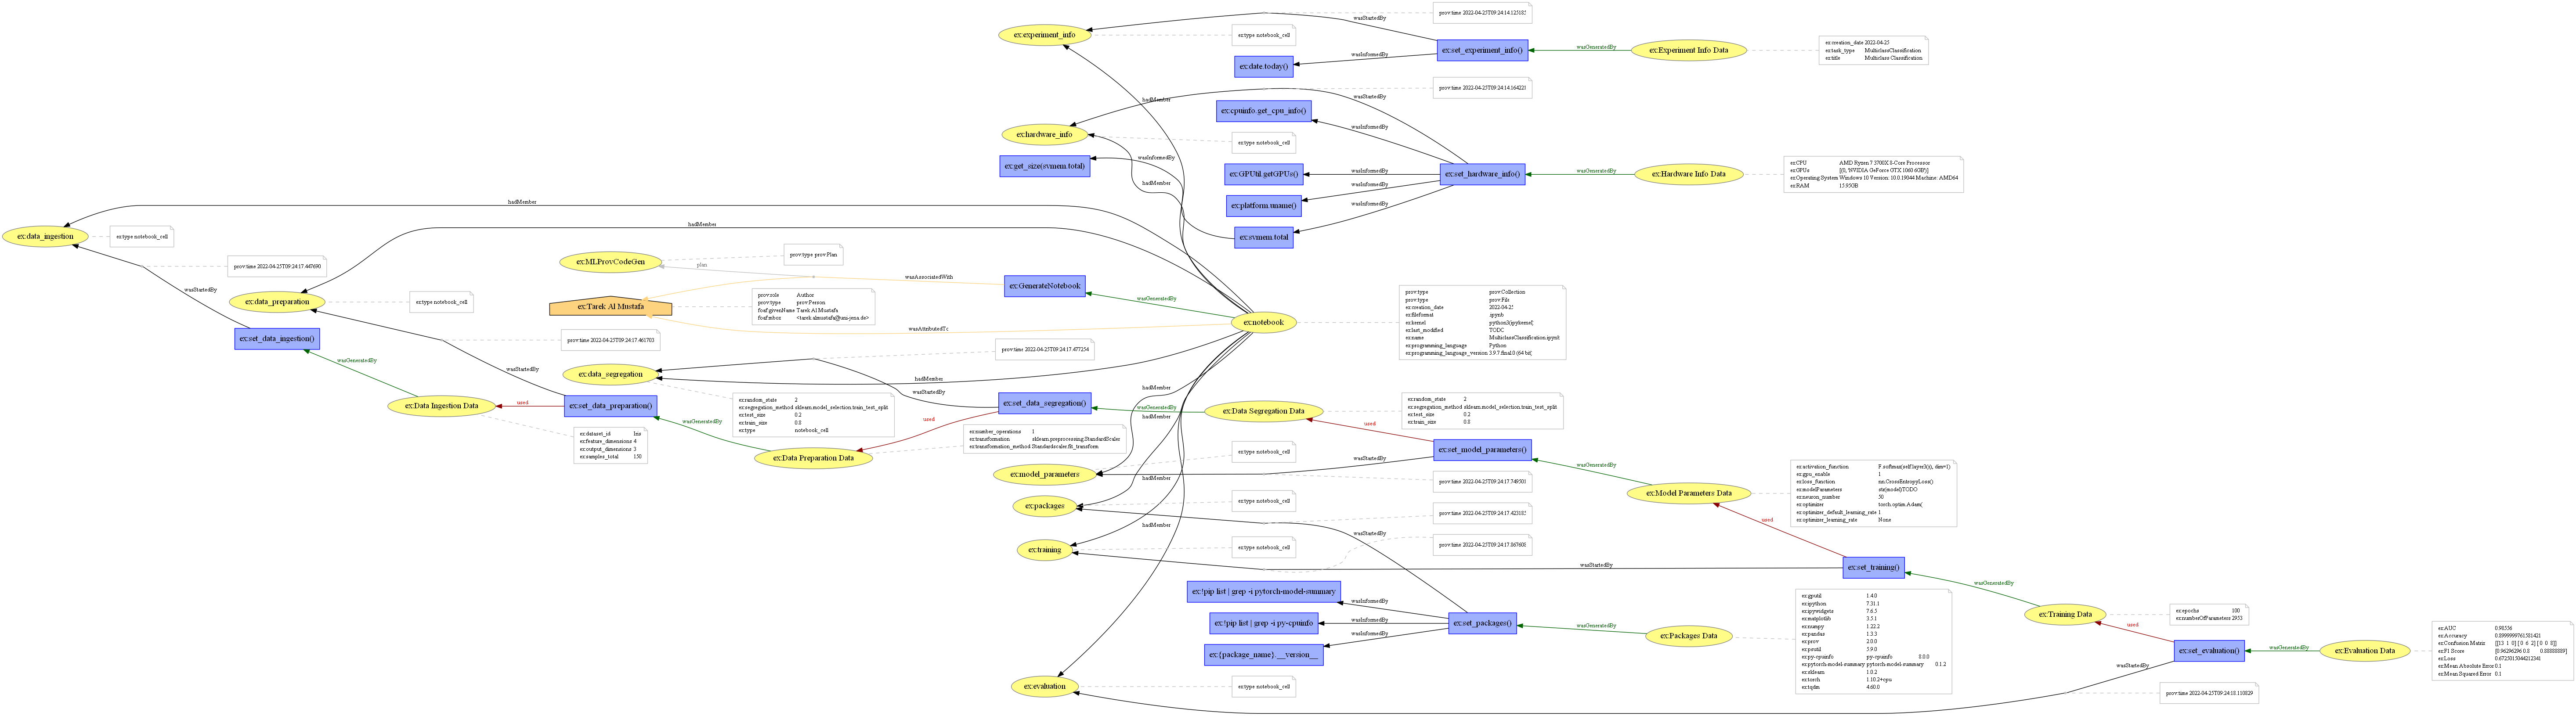 prov:time 2022-04-25T09:24:14.125185
wasStartedBy
ex:experiment_info
ex:type notebook_cell
wasInformedBy
ex:set_experiment_info()
wasGeneratedBy
ex:Experiment Info Data
ex:creation_date 2022-04-25
ex:task_type MulticlassClassification
ex:title Multiclass Classification
ex:date.today()
prov:time 2022-04-25T09:24:14.164221
hadMember
wasStartedBy
ex:cpuinfo.get_cpu_info()
wasInformedBy
ex:hardware_info
ex:type notebook_cell
wasInformedBy
ex:get_size(svmem.total)
hadMember
ex:GPUtil.getGPUs()
wasInformedBy
wasInformedBy
ex:set_hardware_info()
wasGeneratedBy
ex:Hardware Info Data
ex:CPU AMD Ryzen 7 3700X 8-Core Processor
ex:GPUs [(0, 'NVIDIA GeForce GTX 1060 6GB')]
ex:Operating System Windows 10 Version: 10.0.19044 Machine: AMD64
ex:RAM 15.95GB
ex:platform.uname()
wasInformedBy
ex:svmem.total
hadMember
ex:data_ingestion
ex:type notebook_cell
hadMember
prov:time 2022-04-25T09:24:17.447690
wasStartedBy
ex:MLProvCodeGen
prov:type prov:Plan
plan
wasAssociatedWith
ex:GenerateNotebook
wasGeneratedBy
ex:Tarek Al Mustafa
prov:role Author
prov:type prov:Person
foaf:givenName Tarek Al Mustafa
foaf:mbox <tarek.almustafa@uni-jena.de>
wasAttributedTo
ex:notebook
prov:type prov:Collection
prov:type prov:File
ex:creation_date 2022-04-25
ex:fileformat .ipynb
ex:kernel python3(ipykernel)
ex:last_modified TODO
ex:name MulticlassClassification.ipynb
ex:programming_language Python
ex:programming_language_version 3.9.7.final.0 (64 bit)
ex:data_preparation
ex:type notebook_cell
ex:set_data_ingestion()
wasGeneratedBy
prov:time 2022-04-25T09:24:17.461703
wasStartedBy
prov:time 2022-04-25T09:24:17.477254
ex:data_segregation
hadMember
wasStartedBy
ex:random_state 2
ex:segregation_method sklearn.model_selection.train_test_split
ex:test_size 0.2
ex:train_size 0.8
ex:type notebook_cell
ex:Data Ingestion Data
used
ex:set_data_preparation()
wasGeneratedBy
ex:dataset_id Iris
ex:feature_dimensions 4
ex:output_dimensions 3
ex:samples_total 150
ex:set_data_segregation()
used
wasGeneratedBy
ex:Data Segregation Data
ex:random_state 2
ex:segregation_method sklearn.model_selection.train_test_split
ex:test_size 0.2
ex:train_size 0.8
ex:Data Preparation Data
ex:number_operations 1
ex:transformation sklearn.preprocessing.StandardScaler
ex:transformation_method Standardscaler.fit_transform
hadMember
hadMember
used
ex:set_model_parameters()
wasStartedBy
wasGeneratedBy
ex:model_parameters
ex:type notebook_cell
prov:time 2022-04-25T09:24:17.749503
ex:Model Parameters Data
ex:activation_function F.softmax(self.layer3(x), dim=1)
ex:gpu_enable 1
ex:loss_function nn.CrossEntropyLoss()
ex:modelParameters str(model)TODO
ex:neuron_number 50
ex:optimizer torch.optim.Adam(
ex:optimizer_default_learning_rate 1
ex:optimizer_learning_rate None
hadMember
ex:packages
ex:type notebook_cell
prov:time 2022-04-25T09:24:17.423185
wasStartedBy
used
hadMember
ex:training
ex:type notebook_cell
prov:time 2022-04-25T09:24:17.867608
wasStartedBy
ex:set_training()
wasGeneratedBy
ex:!pip list | grep -i pytorch-model-summary
wasInformedBy
ex:!pip list | grep -i py-cpuinfo
wasInformedBy
ex:set_packages()
wasGeneratedBy
ex:Packages Data
ex:{package_name}.__version__
wasInformedBy
ex:gputil 1.4.0
ex:ipython 7.31.1
ex:ipywidgets 7.6.5
ex:matplotlib 3.5.1
ex:numpy 1.22.2
ex:pandas 1.3.3
ex:prov 2.0.0
ex:psutil 5.9.0
ex:py-cpuinfo py-cpuinfo 8.0.0
ex:pytorch-model-summary pytorch-model-summary 0.1.2
ex:sklearn 1.0.2
ex:torch 1.10.2+cpu
ex:tqdm 4.60.0
ex:Training Data
ex:epochs 100
ex:numberOfParameters 2953
used
ex:set_evaluation()
wasStartedBy
wasGeneratedBy
ex:Evaluation Data
ex:AUC 0.98536
ex:Accuracy 0.8999999761581421
ex:Confusion Matrix [[13 1 0] [ 0 6 2] [ 0 0 8]]
ex:F1 Score [0.96296296 0.8 0.88888889]
ex:Loss 0.6725015044212341
ex:Mean Absolute Error 0.1
ex:Mean Squared Error 0.1
ex:evaluation
ex:type notebook_cell
prov:time 2022-04-25T09:24:18.110829